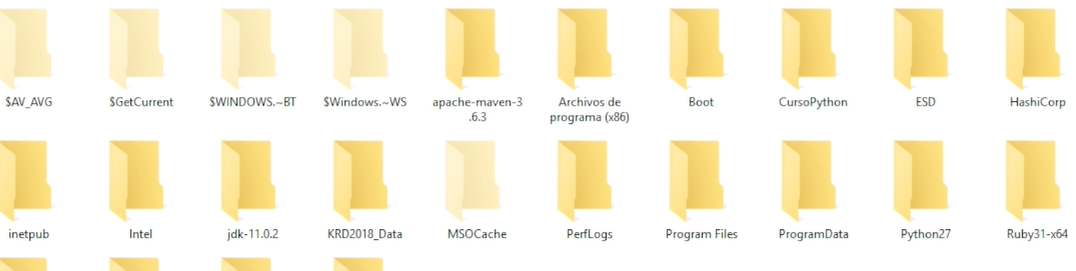 $AV_AVG
$GetCurrent
$WINDOWS.~BT
$Windows.~WS
apache-maven-3
.6.3
Archivos de
programa (x86)
Boot
CursoPython
ESD
HashiCorp
inetpub
Intel
jdk-11.0.2
KRD2018_Data
MSOCache
PerfLogs
Program Files
ProgramData
Python27
Ruby31-x64